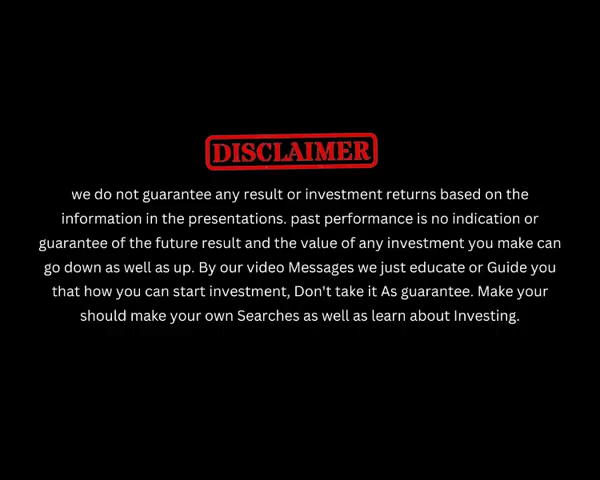 DISCLAIMER
we do not guarantee any result or investment returns based on the
information in the presentations. past performance is no indication or
guarantee of the future result and the value of any investment you make can
go down as well as up. By our video Messages we just educate or Guide you
that how you can start investment, Don't take it As guarantee. Make your
should make your own Searches as well as learn about Investing.